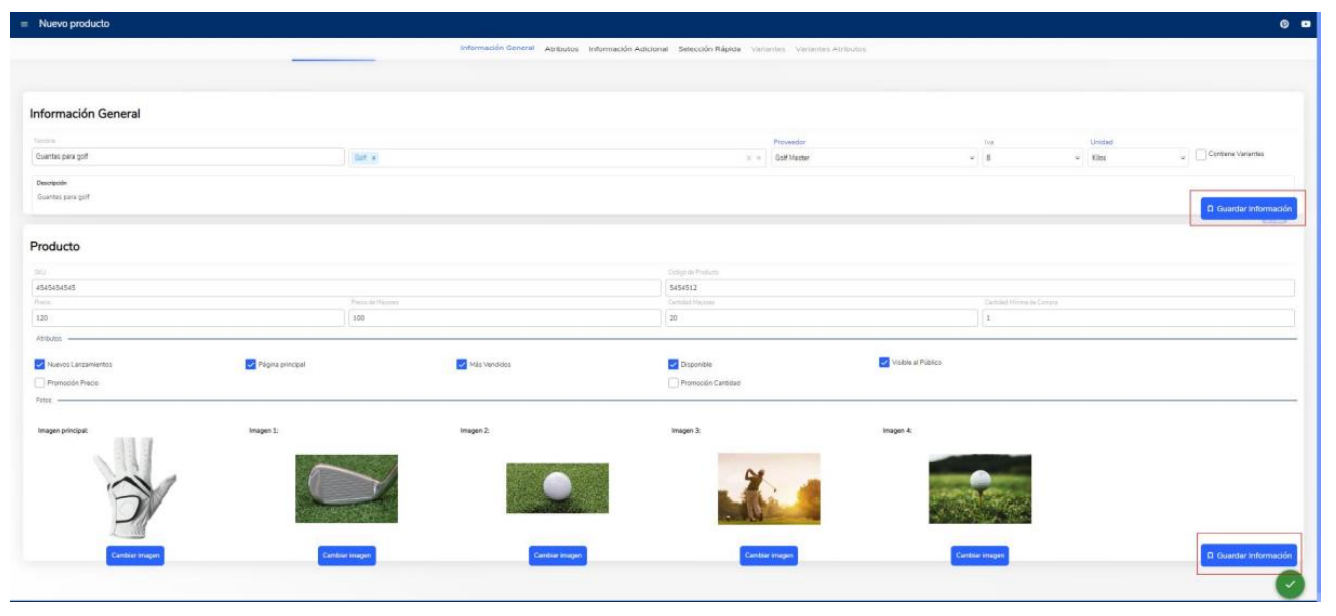 Nuevo producto
Información General Atributos Información Adicional Selección Rápida Variantes Variantes Atributos
Información General
Nombre Proveedor Iva Unidad
Guantas para golf Golf x Golf Master 8 Kilos Contiene Variantes
Descripción
Guantas para golf
Guardar Información
Producto
SKU Código de Producto
4545454545 5454512
Precio Precio de Mayoreo Cantidad Mayoreo Cantidad Mínima de Compra
120 100 20 1
Atributos
Nuevos Lanzamientos Página principal Más Vendidos Disponible Visible al Público
Promoción Precio Promoción Cantidad
Fotos
Imagen principal: Imagen 1: Imagen 2: Imagen 3: Imagen 4:
Cambiar imagen Cambiar imagen Cambiar imagen Cambiar imagen Cambiar imagen Guardar Información